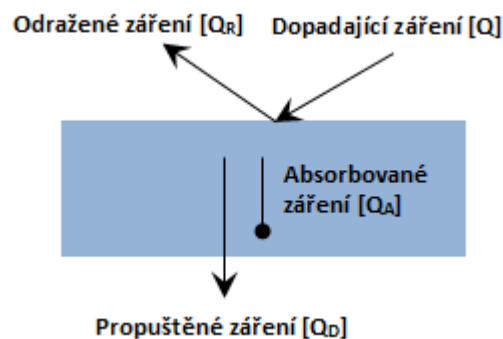 Odražené záření [QR] Dopadající záření [Q]
Absorbované
záření [QA]
Propuštěné záření [QD]